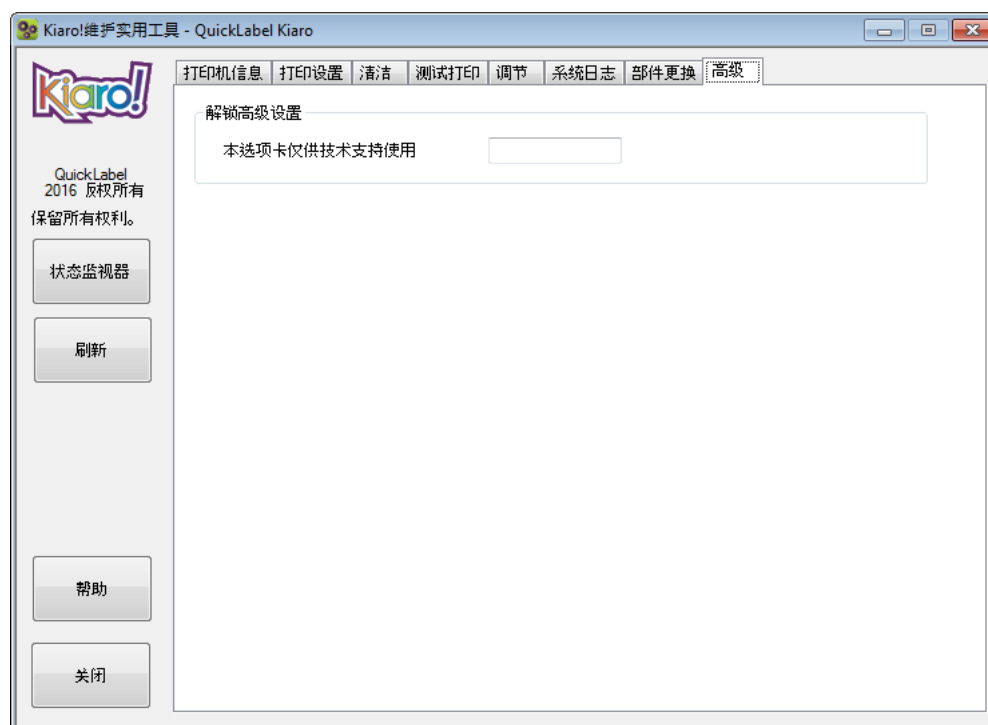 Kiaro!维护实用工具 - QuickLabel Kiaro
Kiaro!
打印机信息 打印设置 清洁 测试打印 调节 系统日志 部件更换 高级
解锁高级设置
本选项卡仅供技术支持使用
QuickLabel
2016 反权所有
保留所有权利。
状态监视器
刷新
帮助
关闭